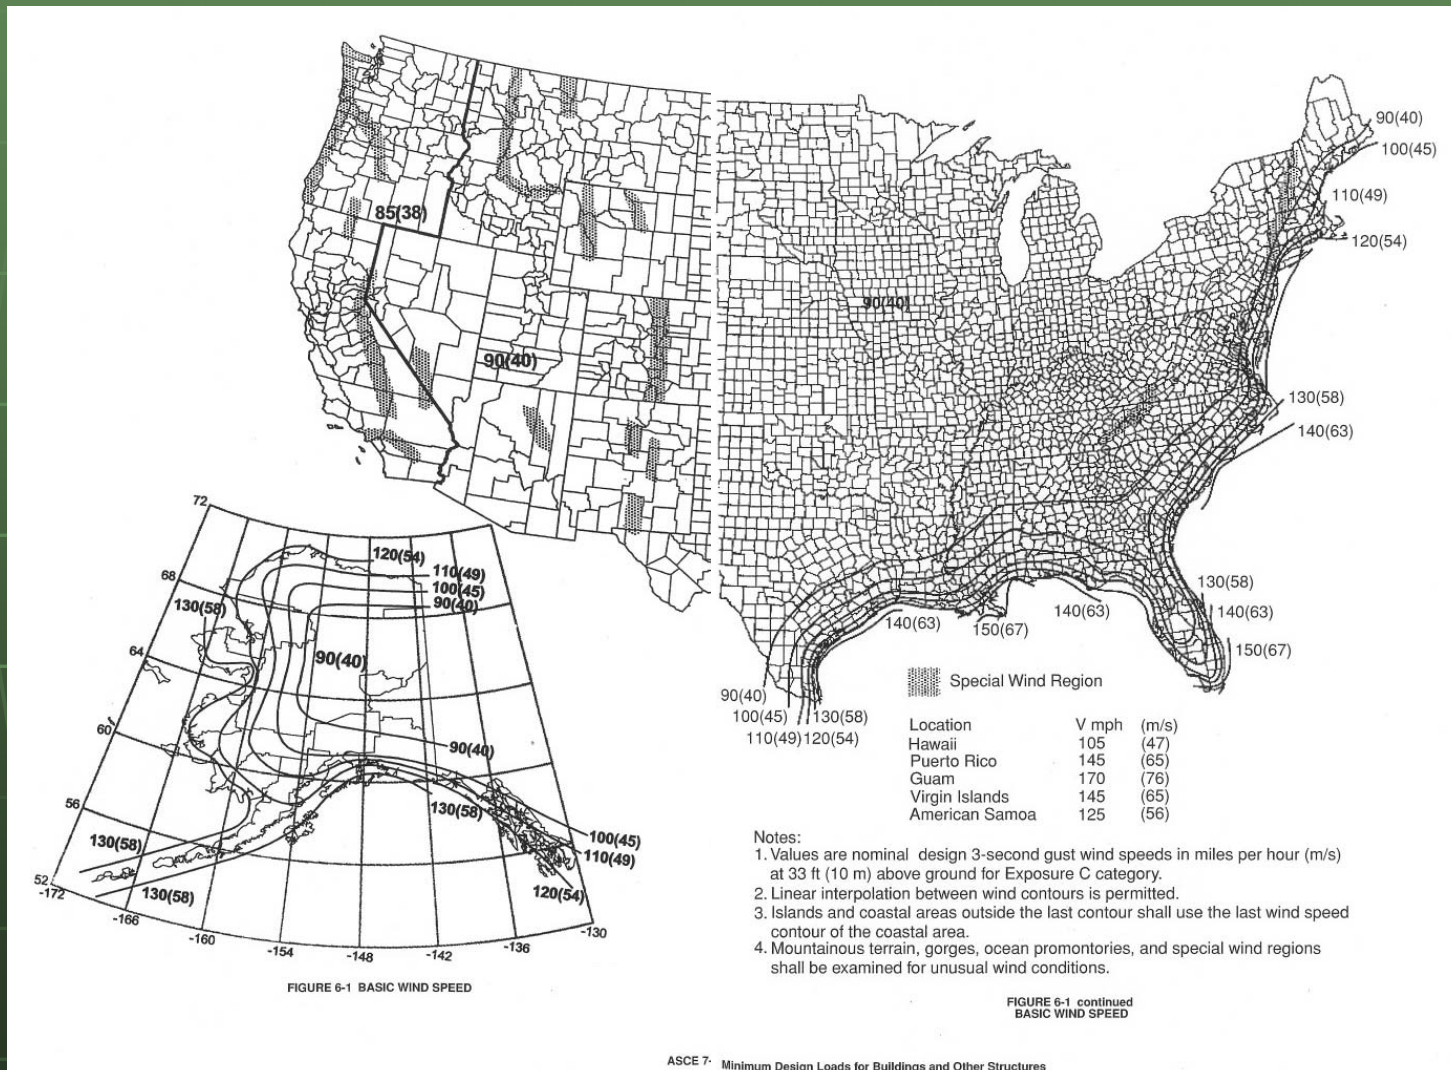 85(38)
90(40)
90(40)
90(40)
100(45)
110(49)
120(54)
130(58)
140(63)
130(58)
140(63)
150(67)
140(63)
150(67)
140(63)
90(40)
100(45)
130(58)
110(49)
120(54)
72
68
64
60
56
52
-172
-166
-160
-154
-148
-142
-136
-130
120(54)
110(49)
100(45)
90(40)
130(58)
90(40)
90(40)
130(58)
130(58)
130(58)
100(45)
110(49)
120(54)
FIGURE 6-1 BASIC WIND SPEED
Special Wind Region
Location V mph (m/s)
Hawaii 105 (47)
Puerto Rico 145 (65)
Guam 170 (76)
Virgin Islands 145 (65)
American Samoa 125 (56)
Notes:
1. Values are nominal design 3-second gust wind speeds in miles per hour (m/s)
at 33 ft (10 m) above ground for Exposure C category.
2. Linear interpolation between wind contours is permitted.
3. Islands and coastal areas outside the last contour shall use the last wind speed
contour of the coastal area.
4. Mountainous terrain, gorges, ocean promontories, and special wind regions
shall be examined for unusual wind conditions.
FIGURE 6-1 continued
BASIC WIND SPEED
ASCE 7- Minimum Design Loads for Buildings and Other Structures